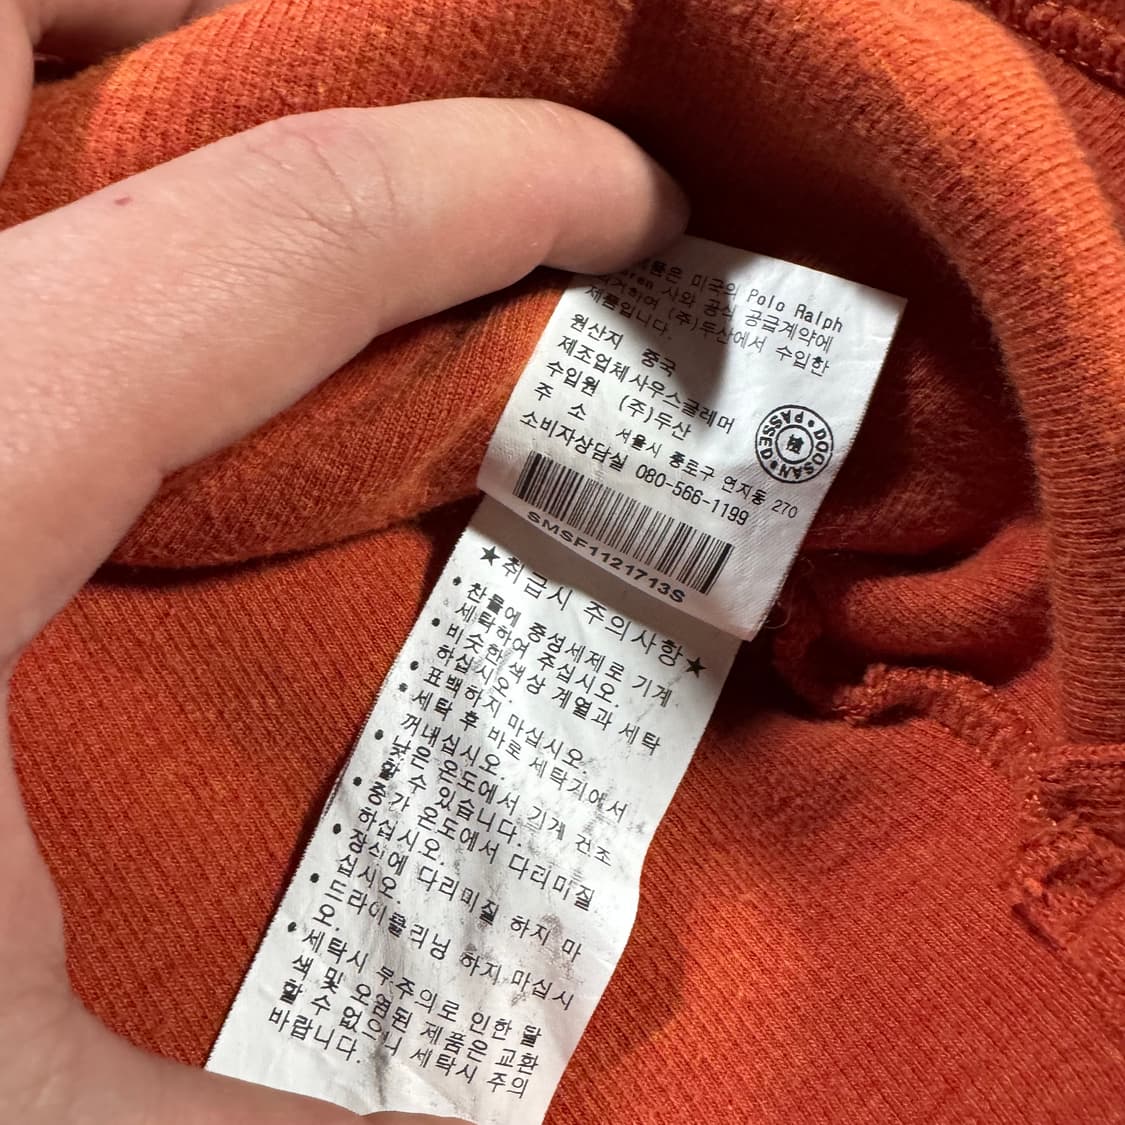 품은 미국의 Polo Ralph
uren 사와 공식 공급계약에
의거하여 (주)두산에서 수입한
제품입니다.
원산지 중국
제조업체 사우스글레머
수입원 (주)두산
주 소 서울시 종로구 연지동 270
소비자상담실 080-566-1199
DOOSAN PASSED
SMSF1121713S
★취급시 주의사항★
• 찬물에 중성세제로 기계
세탁하여 주십시오.
• 비슷한 색상 계열과 세탁
하십시오.
• 표백하지 마십시오.
• 세탁 후 바로 세탁기에서
꺼내십시오.
• 낮은 온도에서 기계 건조
할 수 있습니다.
• 중가 온도에서 다리미질
하십시오.
• 장식에 다리미질 하지 마
십시오.
• 드라이클리닝 하지 마십시
오.
• 세탁시 부주의로 인한 탈
색 및 오염된 제품은 교환
할 수 없으니 세탁시 주의
바랍니다.